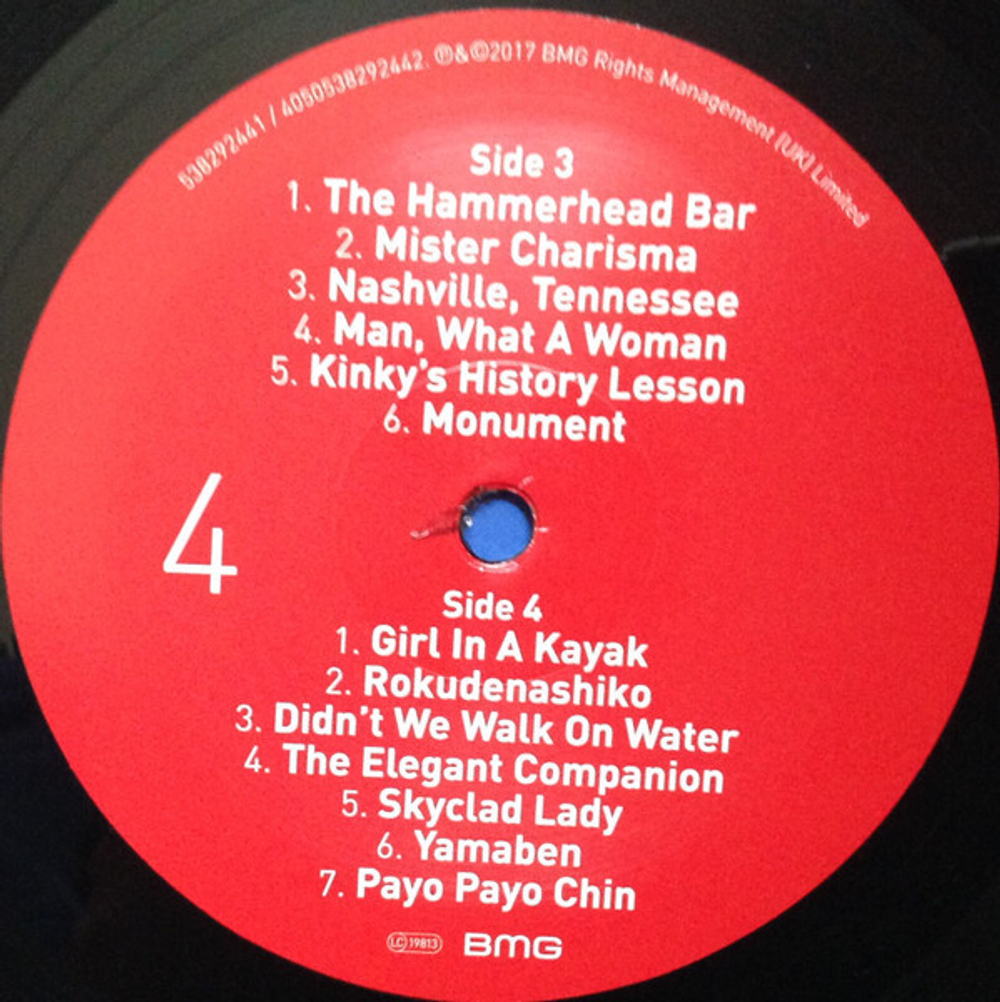 538292441 / 4050538292442. ℗&©2017 BMG Rights Management (UK) Limited
Side 3
1. The Hammerhead Bar
2. Mister Charisma
3. Nashville, Tennessee
4. Man, What A Woman
5. Kinky's History Lesson
6. Monument
4
Side 4
1. Girl In A Kayak
2. Rokudenashiko
3. Didn't We Walk On Water
4. The Elegant Companion
5. Skyclad Lady
6. Yamaben
7. Payo Payo Chin
LC 19813 BMG